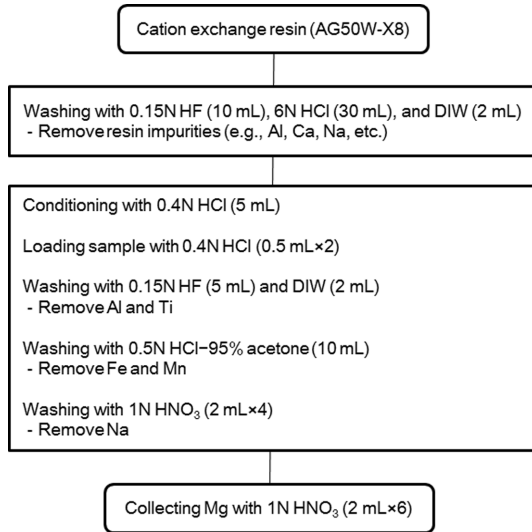 Cation exchange resin (AG50W-X8)
Washing with 0.15N HF (10 mL), 6N HCl (30 mL), and DIW (2 mL)
- Remove resin impurities (e.g., Al, Ca, Na, etc.)
Conditioning with 0.4N HCl (5 mL)
Loading sample with 0.4N HCl (0.5 mL×2)
Washing with 0.15N HF (5 mL) and DIW (2 mL)
- Remove Al and Ti
Washing with 0.5N HCl−95% acetone (10 mL)
- Remove Fe and Mn
Washing with 1N HNO₃ (2 mL×4)
- Remove Na
Collecting Mg with 1N HNO₃ (2 mL×6)